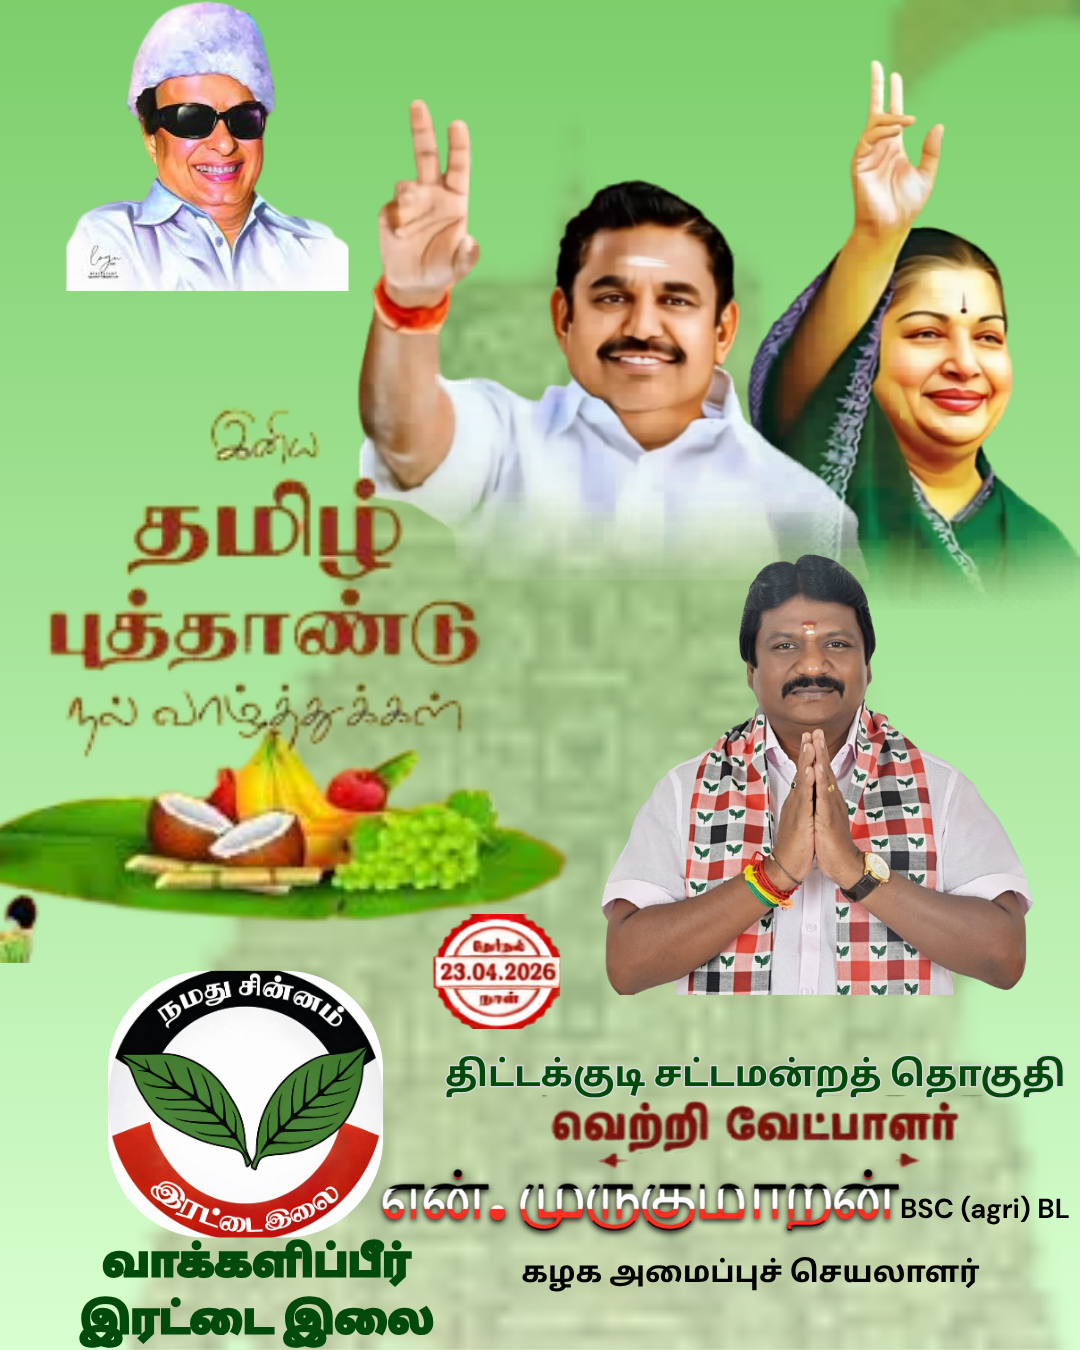 இனிய
தமிழ்
புத்தாண்டு
நல் வாழ்த்துக்கள்
தேர்தல்
23.04.2026
நாள்
நமது சின்னம்
இரட்டை இலை
வாக்களிப்பீர்
இரட்டை இலை
திட்டக்குடி சட்டமன்றத் தொகுதி
வெற்றி வேட்பாளர்
என். முருகுமாறன் BSC (agri) BL
கழக அமைப்புச் செயலாளர்